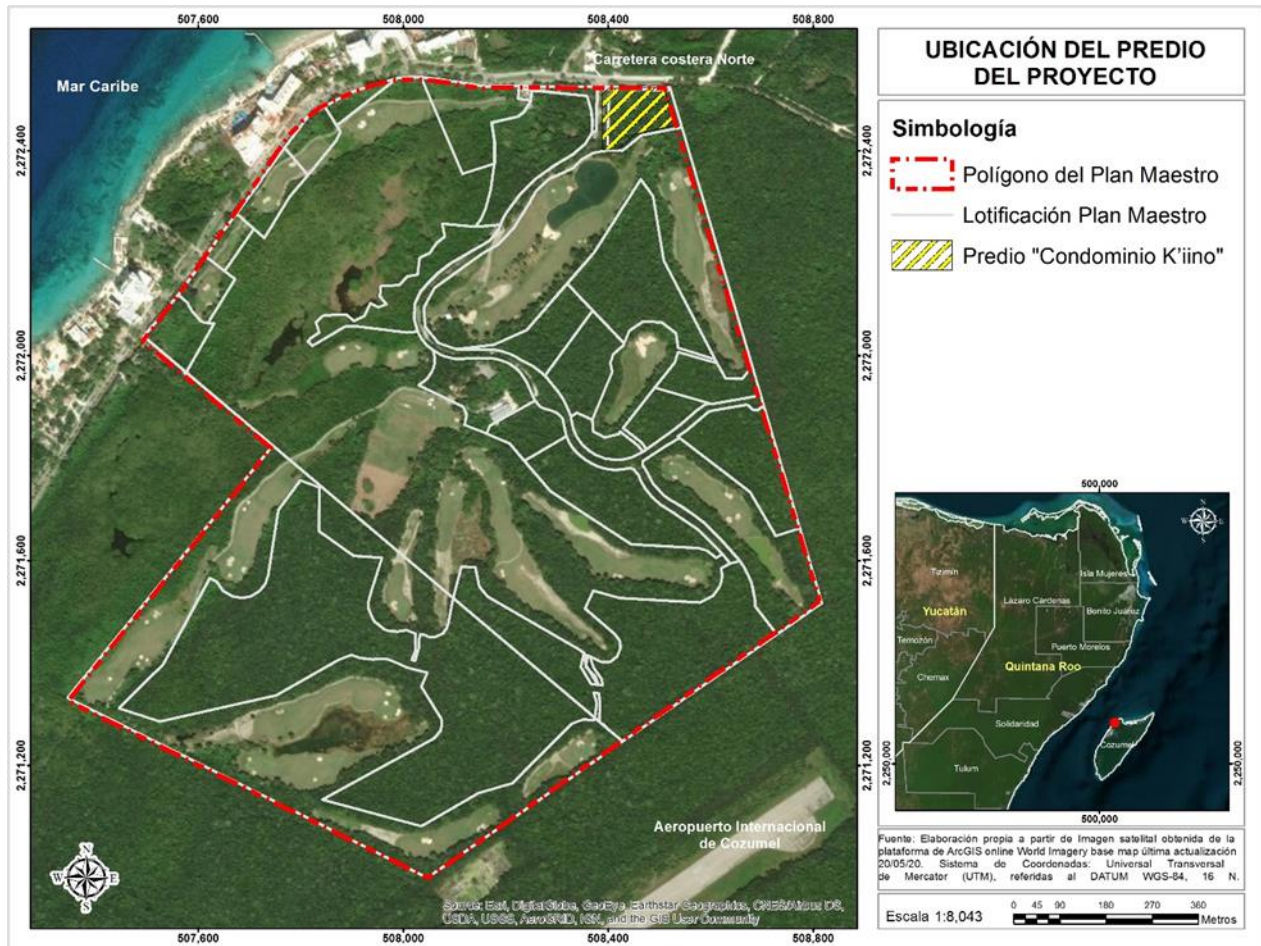 507,600
508,000
508,400
508,800
Carretera costera Norte
Mar Caribe
2,272,400
2,272,400
2,272,000
2,272,000
2,271,600
2,271,600
2,271,200
2,271,200
Aeropuerto Internacional
de Cozumel
N
W
E
S
Source: Esri, DigitalGlobe, GeoEye, Earthstar Geographics, CNES/Airbus DS,
USDA, USGS, AeroGRID, IGN, and the GIS User Community
507,600
508,000
508,400
508,800
UBICACIÓN DEL PREDIO
DEL PROYECTO
Simbología
Polígono del Plan Maestro
Lotificación Plan Maestro
Predio "Condominio K'iino"
500,000
N
W
E
S
Tizimín
Isla Mujeres
Lázaro Cárdenas
Benito Juárez
Yucatán
Temozón
Puerto Morelos
Chemax
Quintana Roo
Solidaridad
Cozumel
Tulum
2,250,000
2,250,000
500,000
Fuente: Elaboración propia a partir de Imagen satelital obtenida de la
plataforma de ArcGIS online World Imagery base map última actualización
20/05/20. Sistema de Coordenadas: Universal Transversal
de Mercator (UTM), referidas al DATUM WGS-84, 16 N.
Escala 1:8,043
0 45 90 180 270 360
Metros